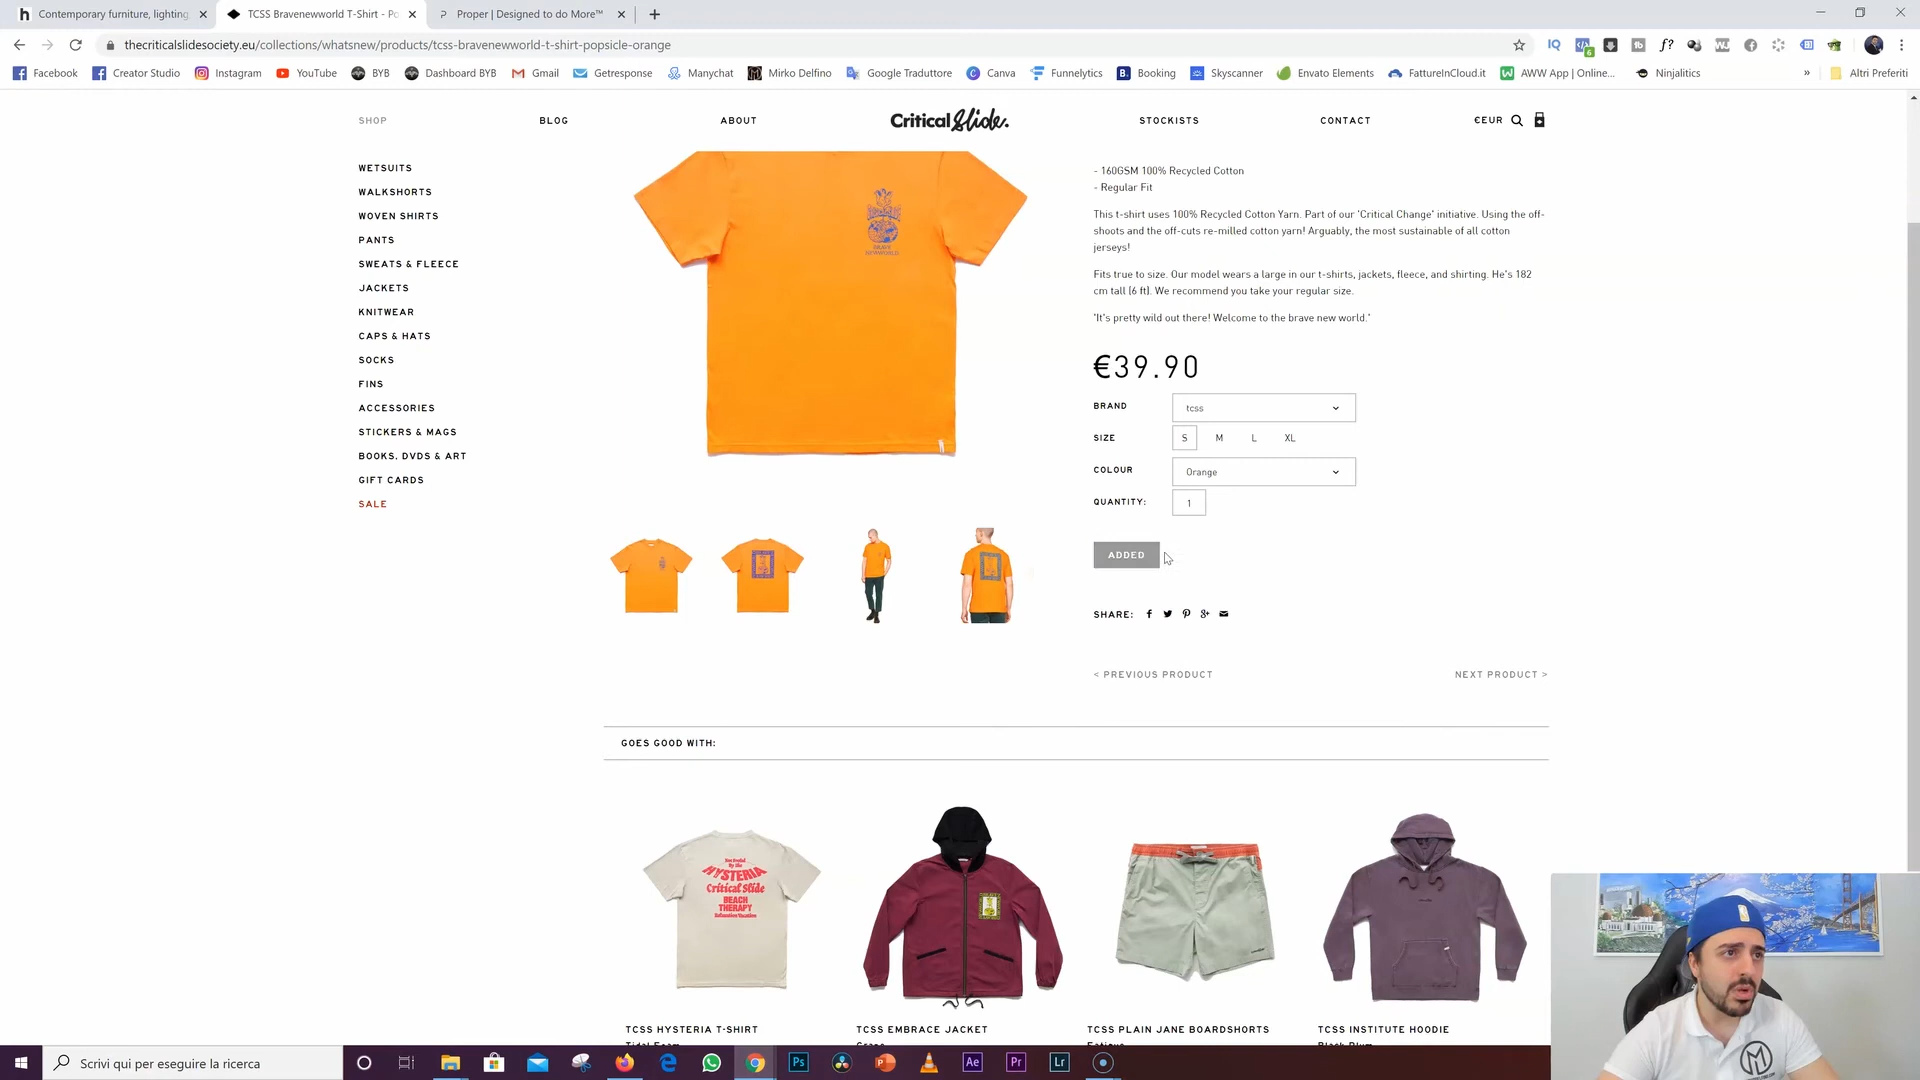 Contemporary furniture, lighting,
TCSS Bravenewworld T-Shirt - Po
Proper | Designed to do More™
thecriticalslidesociety.eu/collections/whatsnew/products/tcss-bravenewworld-t-shirt-popsicle-orange
Facebook Creator Studio Instagram YouTube BYB Dashboard BYB Gmail Getresponse Manychat Mirko Delfino Google Traduttore Canva Funnelytics Booking Skyscanner Envato Elements FattureInCloud.it AWW App | Online... Ninjalitics » Altri Preferiti
SHOP BLOG ABOUT Critical Slide. STOCKISTS CONTACT €EUR
WETSUITS
WALKSHORTS
WOVEN SHIRTS
PANTS
SWEATS & FLEECE
JACKETS
KNITWEAR
CAPS & HATS
SOCKS
FINS
ACCESSORIES
STICKERS & MAGS
BOOKS. DVDS & ART
GIFT CARDS
SALE
BRAVE
NEWWORLD
- 160GSM 100% Recycled Cotton
- Regular Fit
This t-shirt uses 100% Recycled Cotton Yarn. Part of our 'Critical Change' initiative. Using the off-
shoots and the off-cuts re-milled cotton yarn! Arguably, the most sustainable of all cotton
jerseys!
Fits true to size. Our model wears a large in our t-shirts, jackets, fleece, and shirting. He's 182
cm tall [6 ft]. We recommend you take your regular size.
'It's pretty wild out there! Welcome to the brave new world.'
€39.90
BRAND tcss
SIZE S M L XL
COLOUR Orange
QUANTITY: 1
ADDED
SHARE:
< PREVIOUS PRODUCT NEXT PRODUCT >
GOES GOOD WITH:
HYSTERIA
Critical Slide
BEACH
THERAPY
Relaxation Vacation
TCSS HYSTERIA T-SHIRT
TCSS EMBRACE JACKET
TCSS PLAIN JANE BOARDSHORTS
TCSS INSTITUTE HOODIE
Scrivi qui per eseguire la ricerca